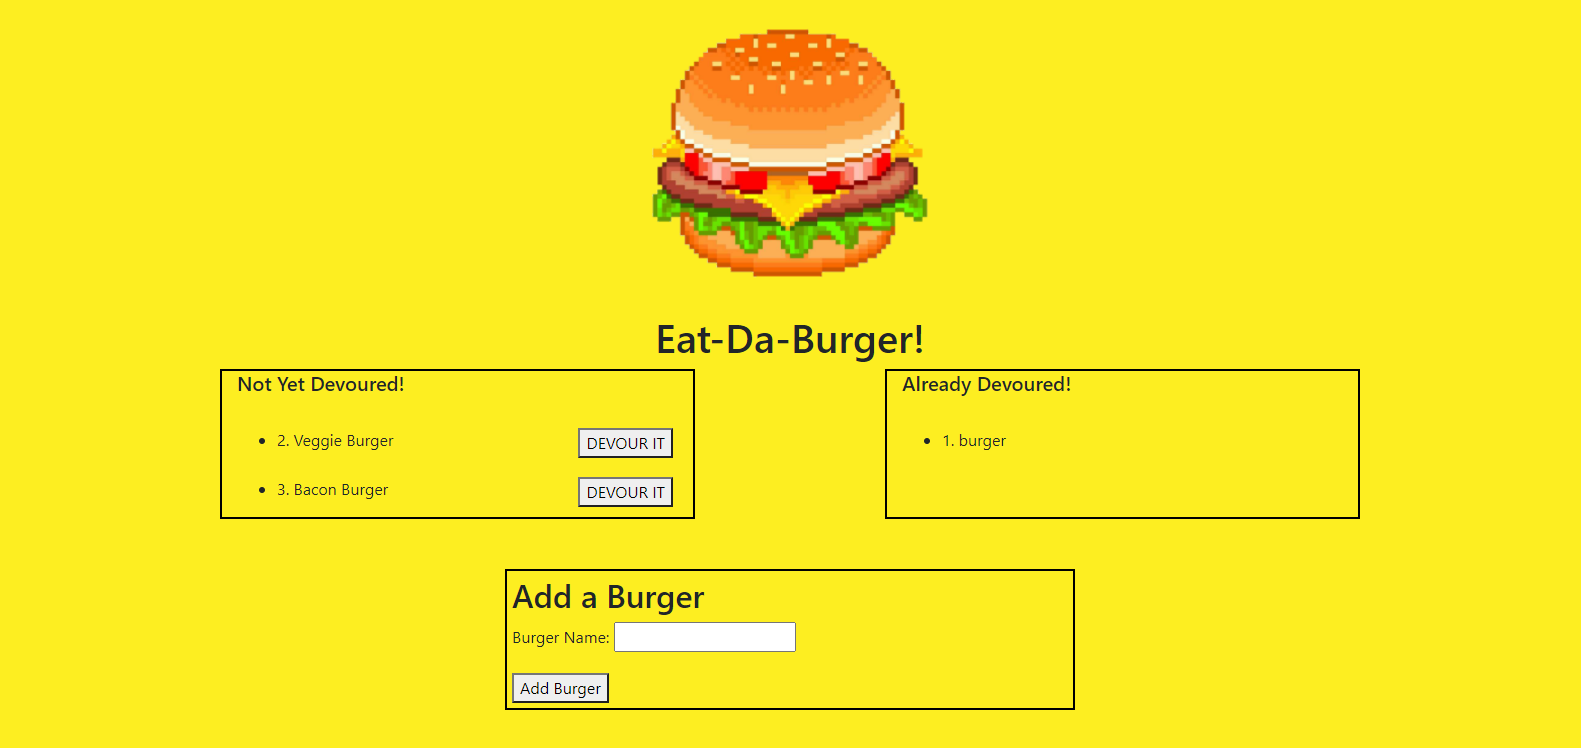 Eat-Da-Burger!
Not Yet Devoured!
2. Veggie Burger DEVOUR IT
3. Bacon Burger DEVOUR IT
Already Devoured!
1. burger
Add a Burger
Burger Name:
Add Burger